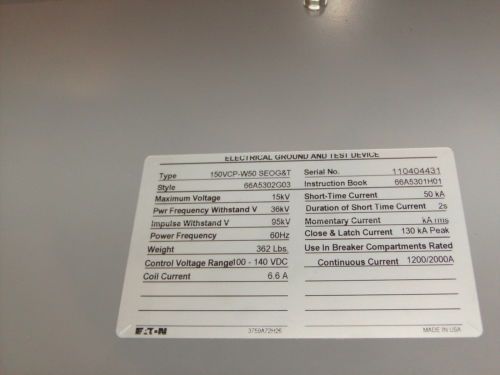 ELECTRICAL GROUND AND TEST DEVICE
Type 150VCP-W50 SEOG&T
Style 66A5302G03
Maximum Voltage 15kV
Pwr Frequency Withstand V 36kV
Impulse Withstand V 95kV
Power Frequency 60Hz
Weight 362 Lbs.
Control Voltage Range100 - 140 VDC
Coil Current 6.6 A
Serial No. 110404431
Instruction Book 66A5301H01
Short-Time Current 50 kA
Duration of Short Time Current 2s
Momentary Current kA rms
Close & Latch Current 130 kA Peak
Use In Breaker Compartments Rated
Continuous Current 1200/2000A
EATON 3759A72H26 MADE IN USA